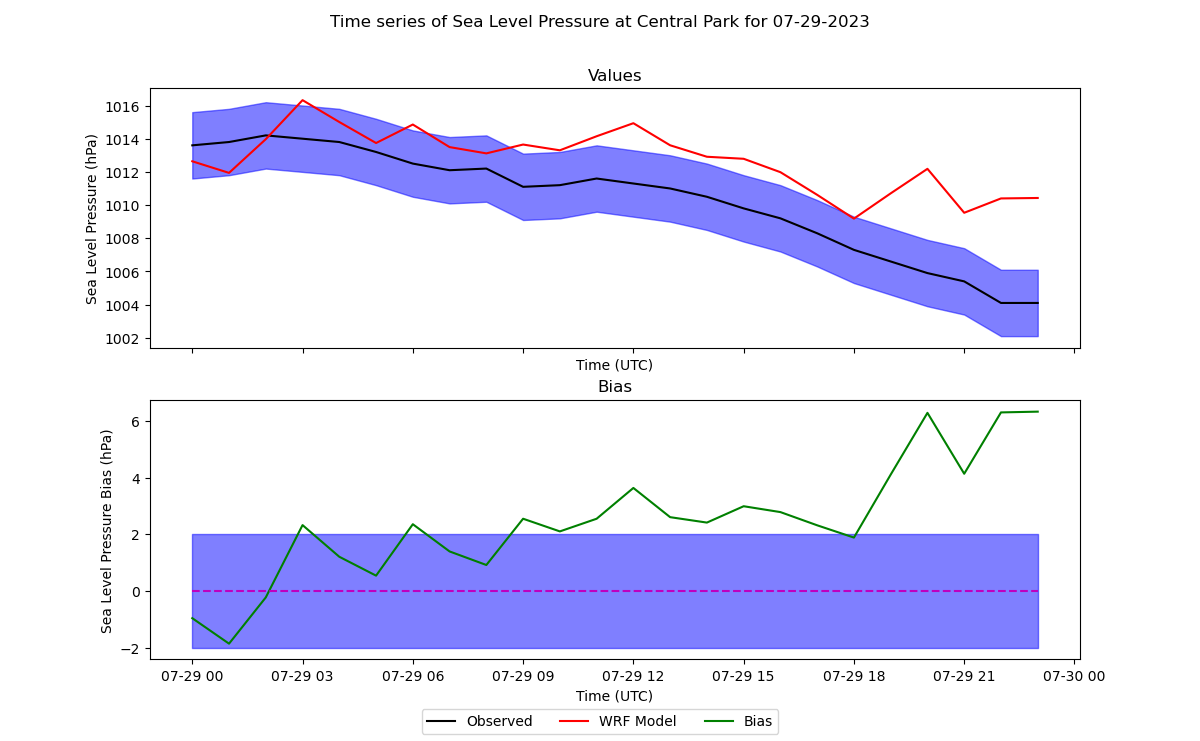 Time series of Sea Level Pressure at Central Park for 07-29-2023
Values
Sea Level Pressure (hPa)
1016
1014
1012
1010
1008
1006
1004
1002
Time (UTC)
Bias
Sea Level Pressure Bias (hPa)
6
4
2
0
−2
07-29 00 07-29 03 07-29 06 07-29 09 07-29 12 07-29 15 07-29 18 07-29 21 07-30 00
Time (UTC)
Observed WRF Model Bias